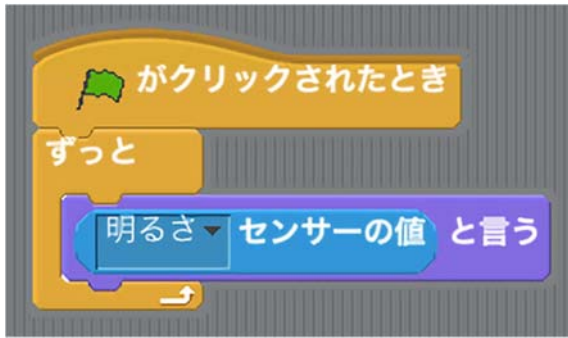 がクリックされたとき
ずっと
明るさ センサーの値 と言う